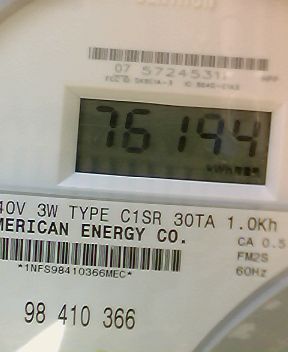 07 5724531
76194
kWh
40V 3W TYPE C1SR 30TA 1.0Kh
MERICAN ENERGY CO.
CA 0.5
FM2S
*1NFS98410366MEC*
60Hz
98 410 366